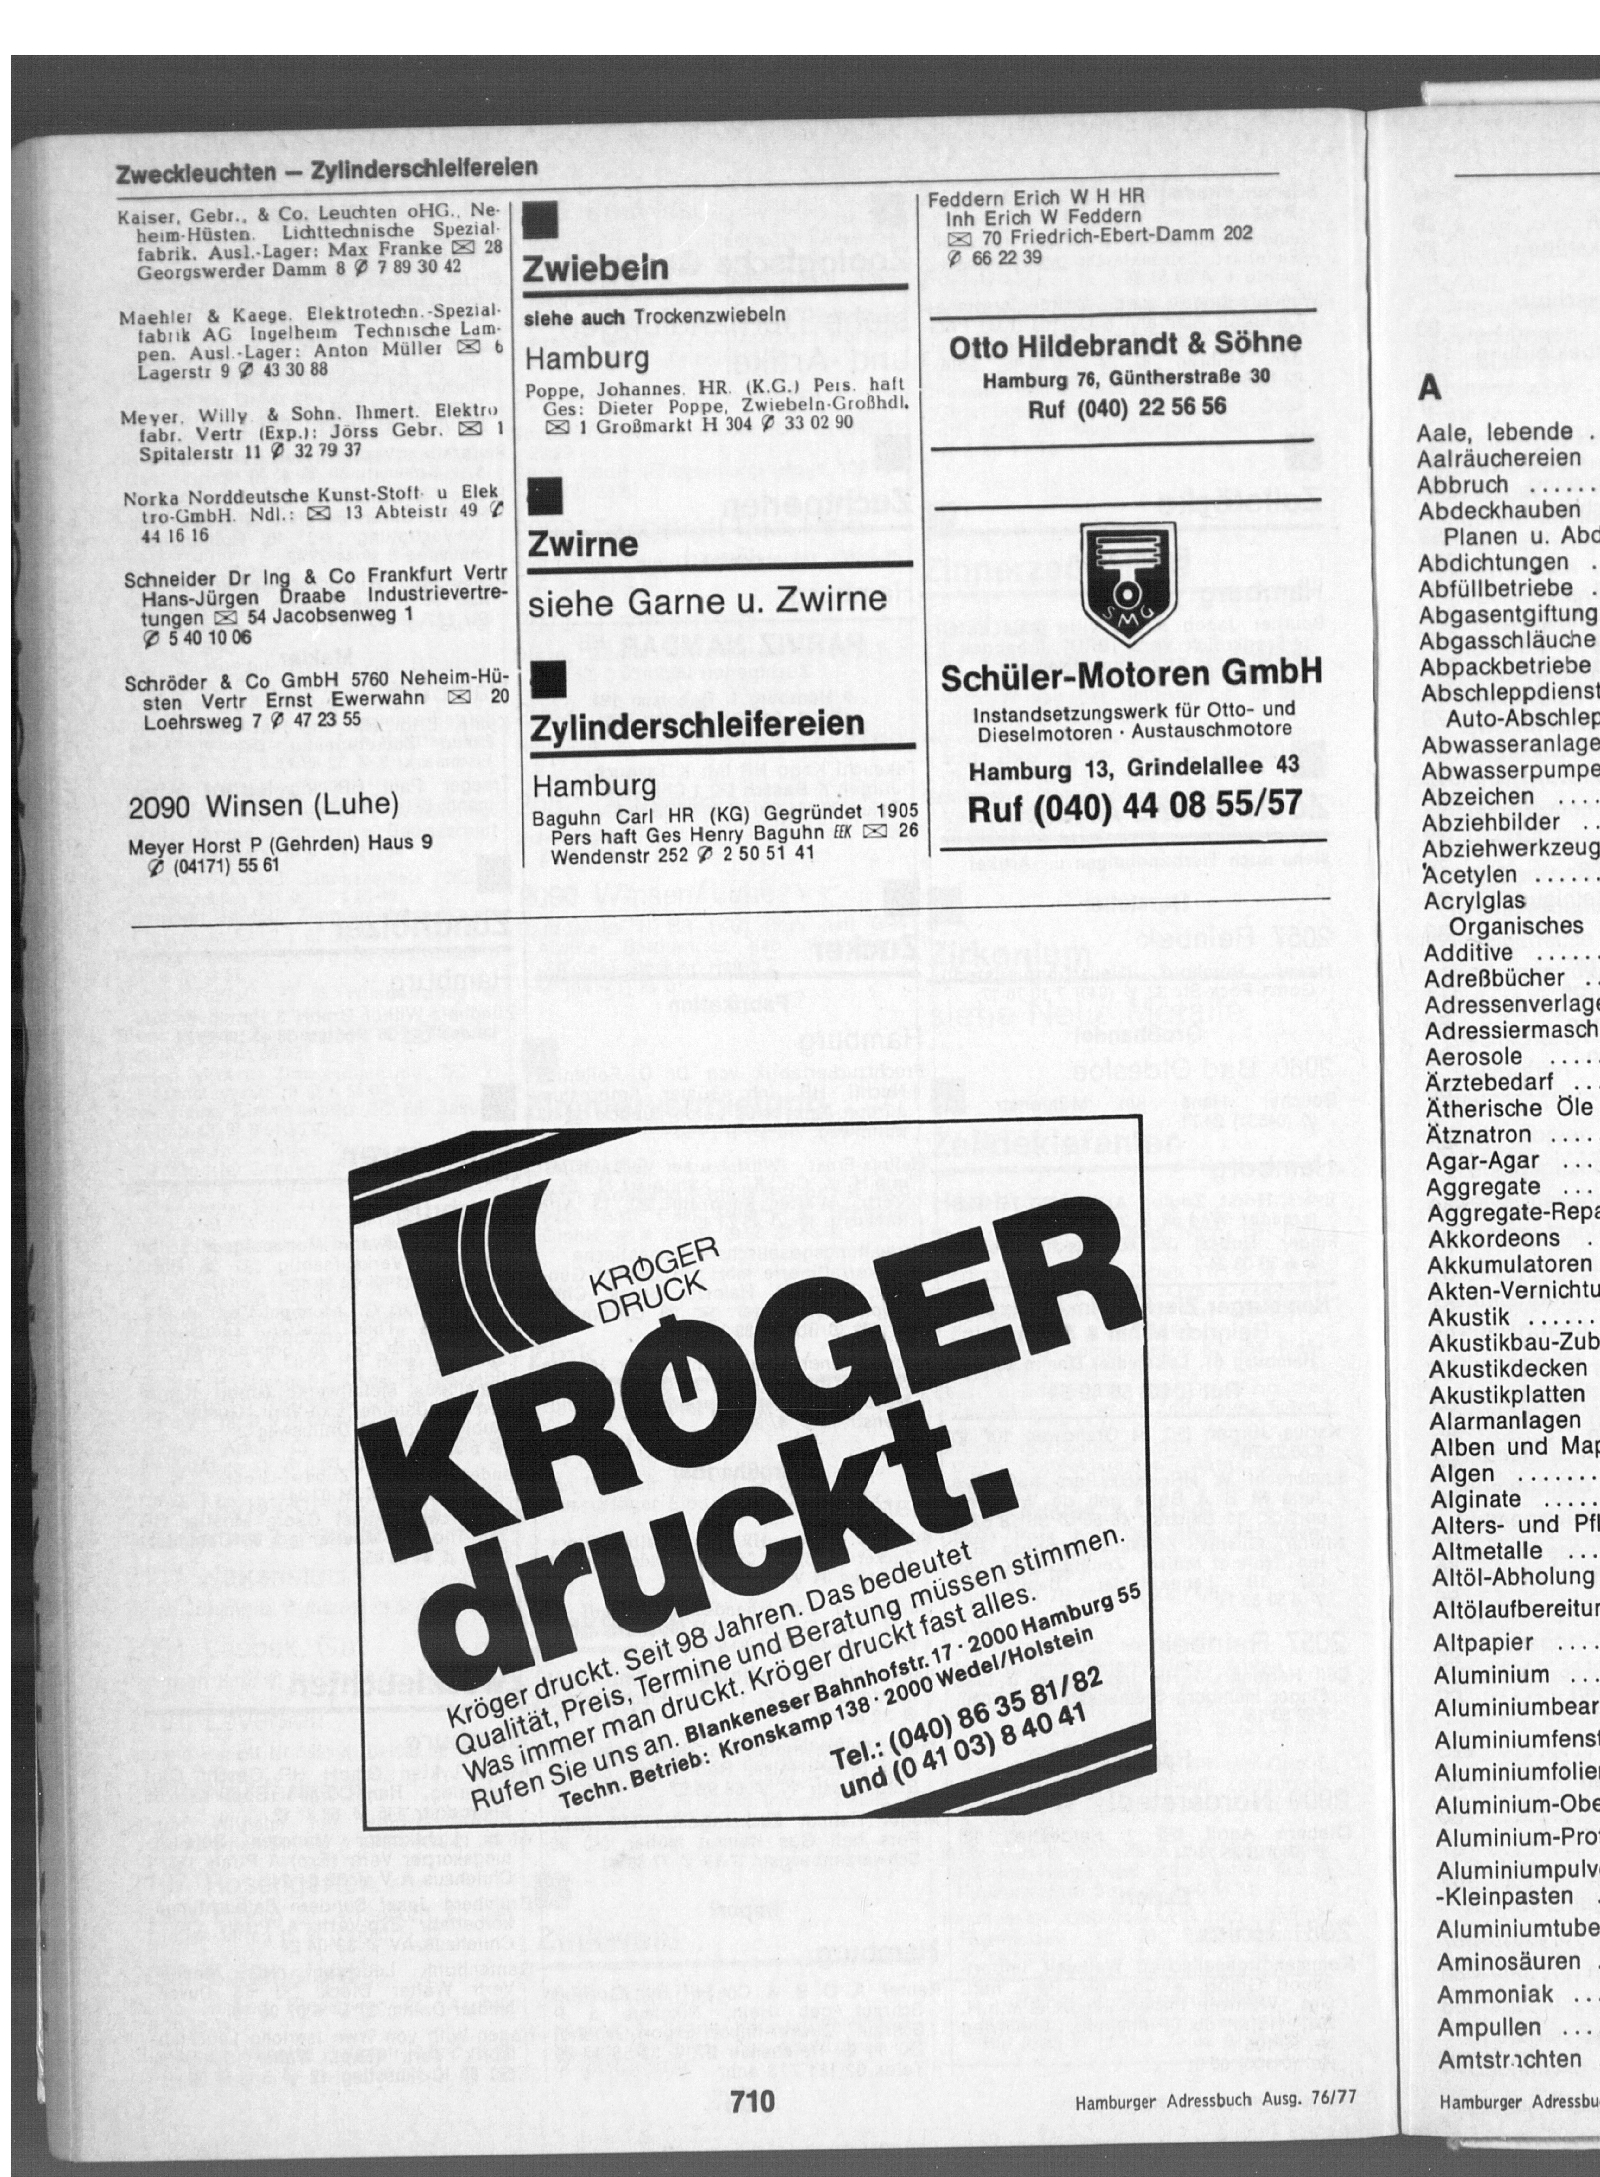 Zweckleuchten — Zylinderschleifereien
Kaiser, Gebr., & Co. Leuchten oHG., Ne-
heim-Hüsten. Lichttechnische Spezial-
fabrik. Ausl.-Lager: Max Franke ✉ 28
Georgswerder Damm 8 ✆ 7 89 30 42
Maehler & Kaege. Elektrotechn.-Spezial-
fabrik AG Ingelheim Technische Lam-
pen. Ausl.-Lager: Anton Müller ✉ 6
Lagerstr 9 ✆ 43 30 88
Meyer, Willy & Sohn. Ihmert. Elektro
fabr. Vertr (Exp.): Jörss Gebr. ✉ 1
Spitalerstr 11 ✆ 32 79 37
Norka Norddeutsche Kunst-Stoff- u Elek
tro-GmbH. Ndl.: ✉ 13 Abteistr 49 ✆
44 16 16
Schneider Dr Ing & Co Frankfurt Vertr
Hans-Jürgen Draabe Industrievertre-
tungen ✉ 54 Jacobsenweg 1
✆ 5 40 10 06
Schröder & Co GmbH 5760 Neheim-Hü-
sten Vertr Ernst Ewerwahn ✉ 20
Loehrsweg 7 ✆ 47 23 55
2090 Winsen (Luhe)
Meyer Horst P (Gehrden) Haus 9
✆ (04171) 55 61
Zwiebeln
siehe auch Trockenzwiebeln
Hamburg
Poppe, Johannes, HR. (K.G.) Pers. haft
Ges: Dieter Poppe, Zwiebeln-Großhdl.
✉ 1 Großmarkt H 304 ✆ 33 02 90
Zwirne
siehe Garne u. Zwirne
Zylinderschleifereien
Hamburg
Baguhn Carl HR (KG) Gegründet 1905
Pers haft Ges Henry Baguhn EEK ✉ 26
Wendenstr 252 ✆ 2 50 51 41
Feddern Erich W H HR
Inh Erich W Feddern
✉ 70 Friedrich-Ebert-Damm 202
✆ 66 22 39
Otto Hildebrandt & Söhne
Hamburg 76, Güntherstraße 30
Ruf (040) 22 56 56
SMG
Schüler-Motoren GmbH
Instandsetzungswerk für Otto- und
Dieselmotoren · Austauschmotore
Hamburg 13, Grindelallee 43
Ruf (040) 44 08 55/57
KRÖGER
DRUCK
KRÖGER
druckt.
Kröger druckt. Seit 98 Jahren. Das bedeutet
Qualität, Preis, Termine und Beratung müssen stimmen.
Was immer man druckt. Kröger druckt fast alles.
Rufen Sie uns an. Blankeneser Bahnhofstr. 17 · 2000 Hamburg 55
Techn. Betrieb: Kronskamp 138 · 2000 Wedel/Holstein
Tel.: (040) 86 35 81/82
und (0 41 03) 8 40 41
710
Hamburger Adressbuch Ausg. 76/77
A
Aale, lebende .
Aalräuchereien
Abbruch ......
Abdeckhauben
Planen u. Abd
Abdichtungen .
Abfüllbetriebe .
Abgasentgiftung
Abgasschläuche
Abpackbetriebe
Abschleppdienst
Auto-Abschlep
Abwasseranlage
Abwasserpumpe
Abzeichen ....
Abziehbilder ..
Abziehwerkzeug
Acetylen .....
Acrylglas
Organisches
Additive .....
Adreßbücher ..
Adressenverlage
Adressiermasch
Aerosole ....
Ärztebedarf ...
Ätherische Öle
Ätznatron ....
Agar-Agar ...
Aggregate ...
Aggregate-Repa
Akkordeons .
Akkumulatoren
Akten-Vernichtu
Akustik ......
Akustikbau-Zub
Akustikdecken
Akustikplatten
Alarmanlagen
Alben und Map
Algen .......
Alginate .....
Alters- und Pfl
Altmetalle ...
Altöl-Abholung
Altölaufbereitur
Altpapier ....
Aluminium ...
Aluminiumbear
Aluminiumfenst
Aluminiumfolien
Aluminium-Obe
Aluminium-Prof
Aluminiumpulve
-Kleinpasten .
Aluminiumtube
Aminosäuren .
Ammoniak ...
Ampullen ....
Amtstrachten
Hamburger Adressbu